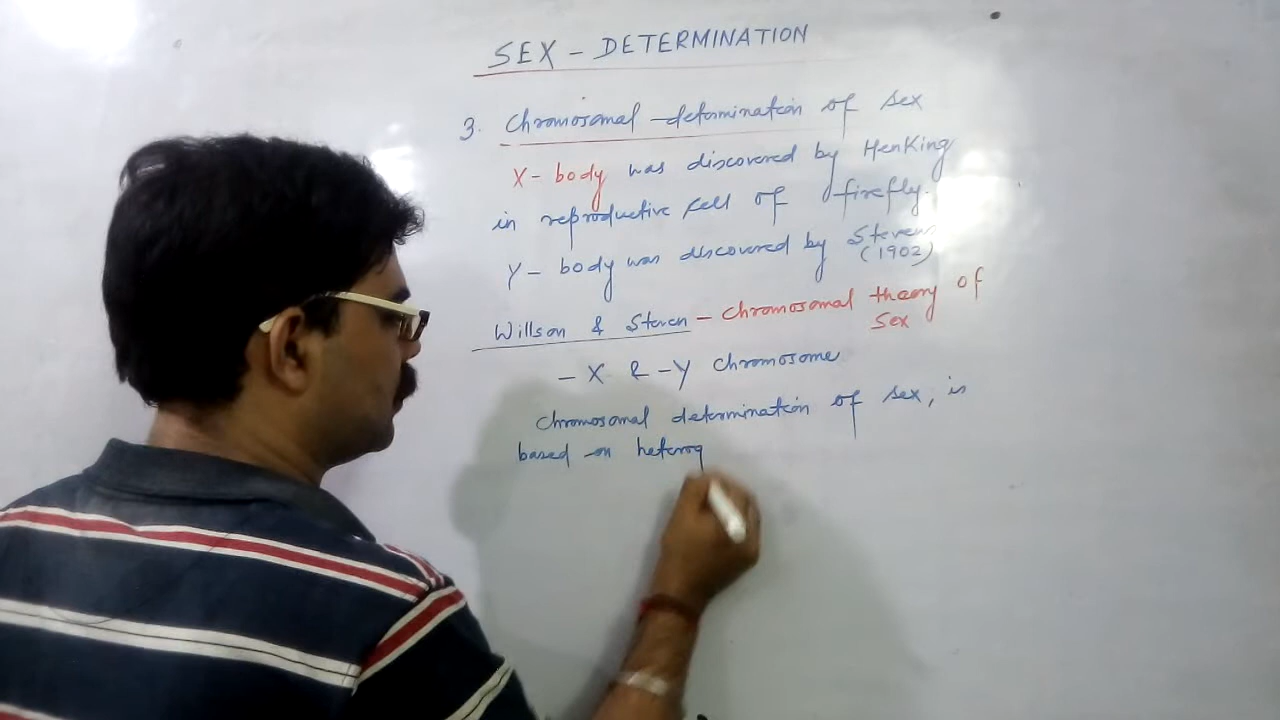 SEX - DETERMINATION
3. Chromosomal - determination of sex
X - body was discovered by HenKing
in reproductive cell of firefly.
Y - body was discovered by Steven
(1902)
Willson & Steven - Chromosomal theory of
Sex
- X & - Y Chromosome
Chromosomal determination of sex, is
based on heterog